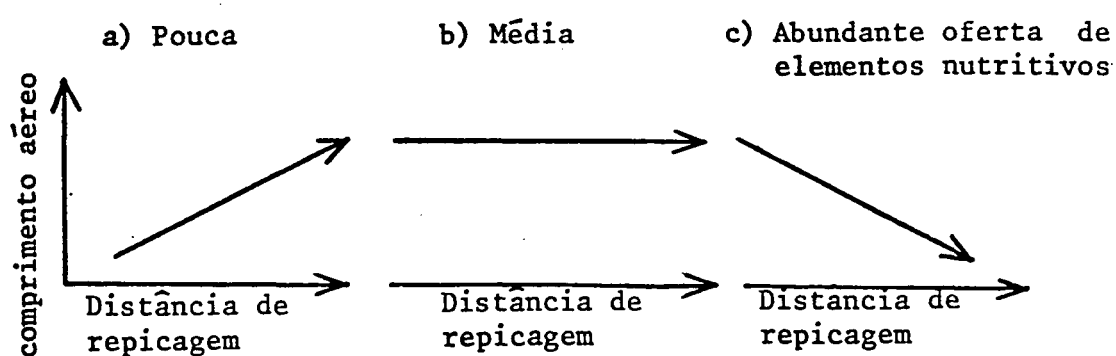 a) Pouca
b) Média
c) Abundante oferta de
elementos nutritivos
comprimento aéreo
Distância de
repicagem
Distância de
repicagem
Distancia de
repicagem